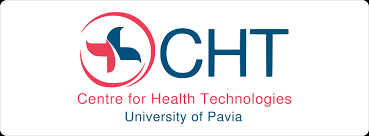 CHT
Centre for Health Technologies
University of Pavia